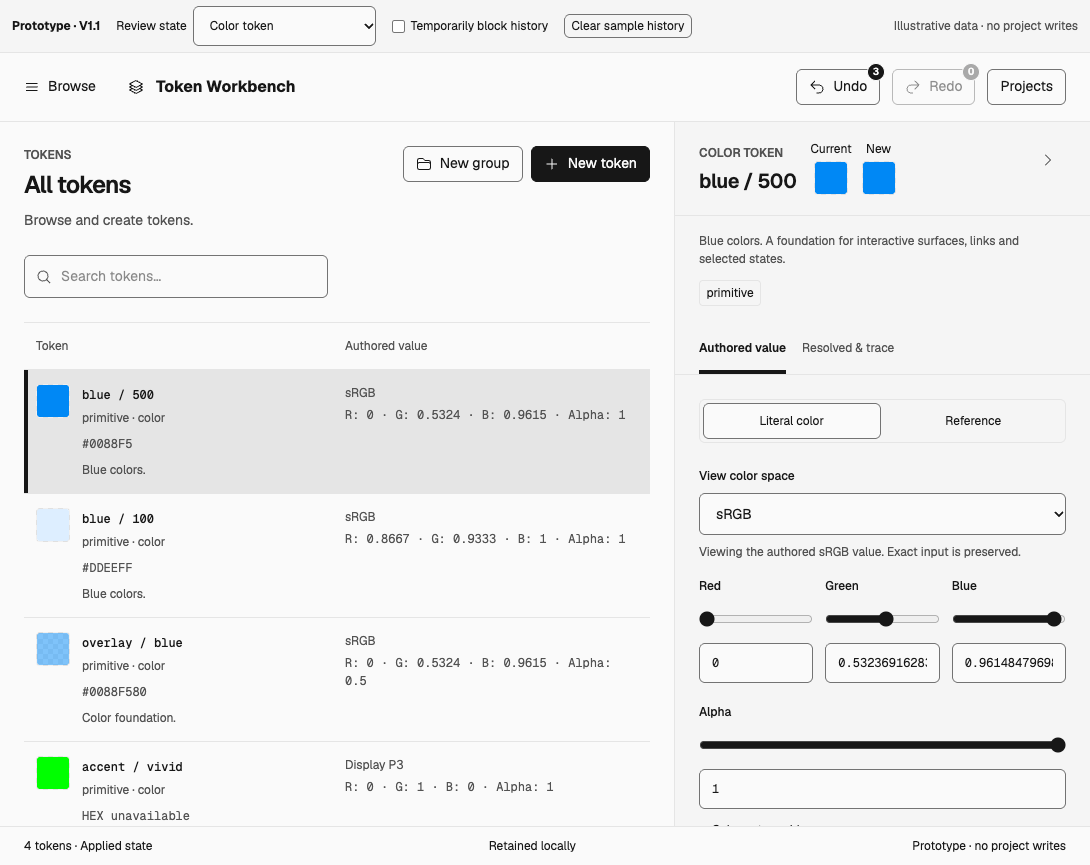 Prototype · V1.1
Review state
Color token
Temporarily block history
Clear sample history
Illustrative data · no project writes
Browse
Token Workbench
Undo
3
Redo
0
Projects
TOKENS
All tokens
Browse and create tokens.
New group
New token
Search tokens...
Token
Authored value
blue / 500
primitive · color
#0088F5
Blue colors.
sRGB
R: 0 · G: 0.5324 · B: 0.9615 · Alpha: 1
blue / 100
primitive · color
#DDEEFF
Blue colors.
sRGB
R: 0.8667 · G: 0.9333 · B: 1 · Alpha: 1
overlay / blue
primitive · color
#0088F580
Color foundation.
sRGB
R: 0 · G: 0.5324 · B: 0.9615 · Alpha:
0.5
accent / vivid
primitive · color
HEX unavailable
Display P3
R: 0 · G: 1 · B: 0 · Alpha: 1
COLOR TOKEN
blue / 500
Current
New
Blue colors. A foundation for interactive surfaces, links and
selected states.
primitive
Authored value
Resolved & trace
Literal color
Reference
View color space
sRGB
Viewing the authored sRGB value. Exact input is preserved.
Red
Green
Blue
0
0.5323691628
0.9614847969
Alpha
1
4 tokens · Applied state
Retained locally
Prototype · no project writes